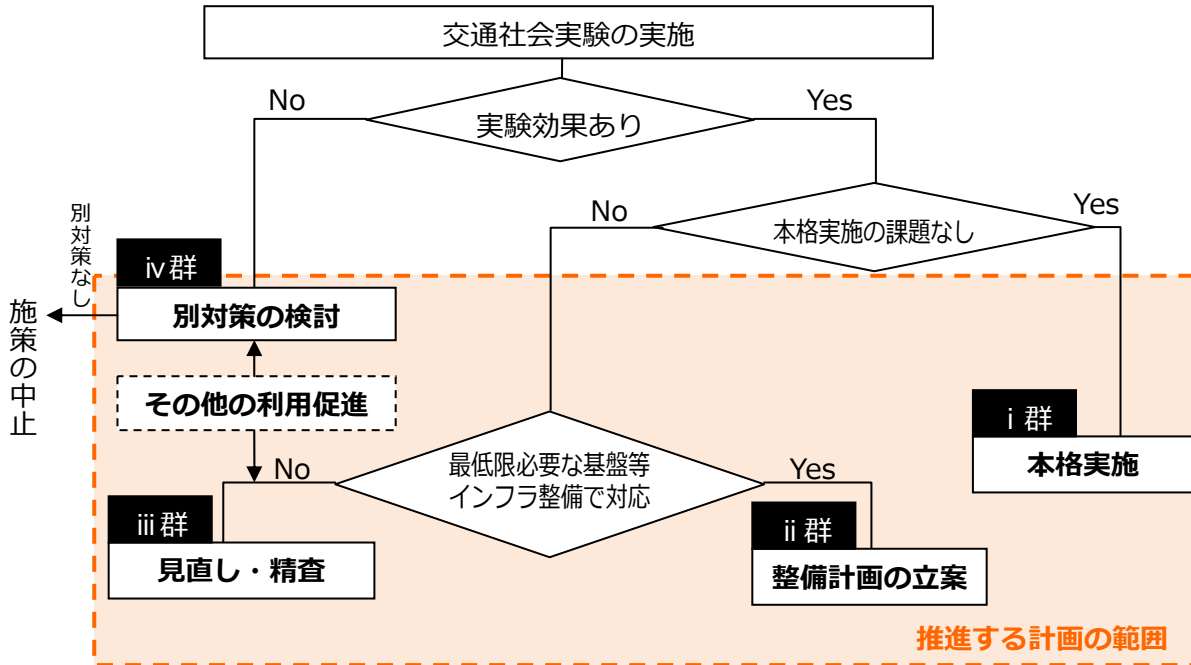 交通社会実験の実施
No
Yes
実験効果あり
No
Yes
本格実施の課題なし
別対策なし
iv群
別対策の検討
施策の中止
その他の利用促進
i 群
本格実施
No
最低限必要な基盤等
インフラ整備で対応
Yes
iii群
見直し・精査
ii 群
整備計画の立案
推進する計画の範囲